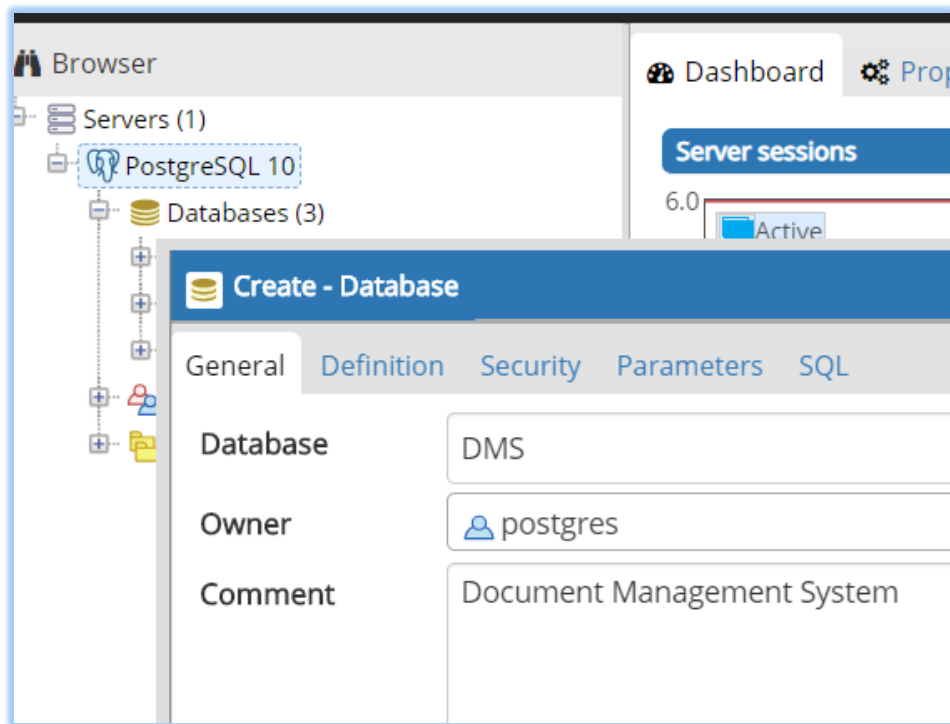 Browser
Dashboard
Prop
Servers (1)
PostgreSQL 10
Server sessions
Databases (3)
6.0
Active
Create - Database
General Definition Security Parameters SQL
Database DMS
Owner postgres
Comment Document Management System